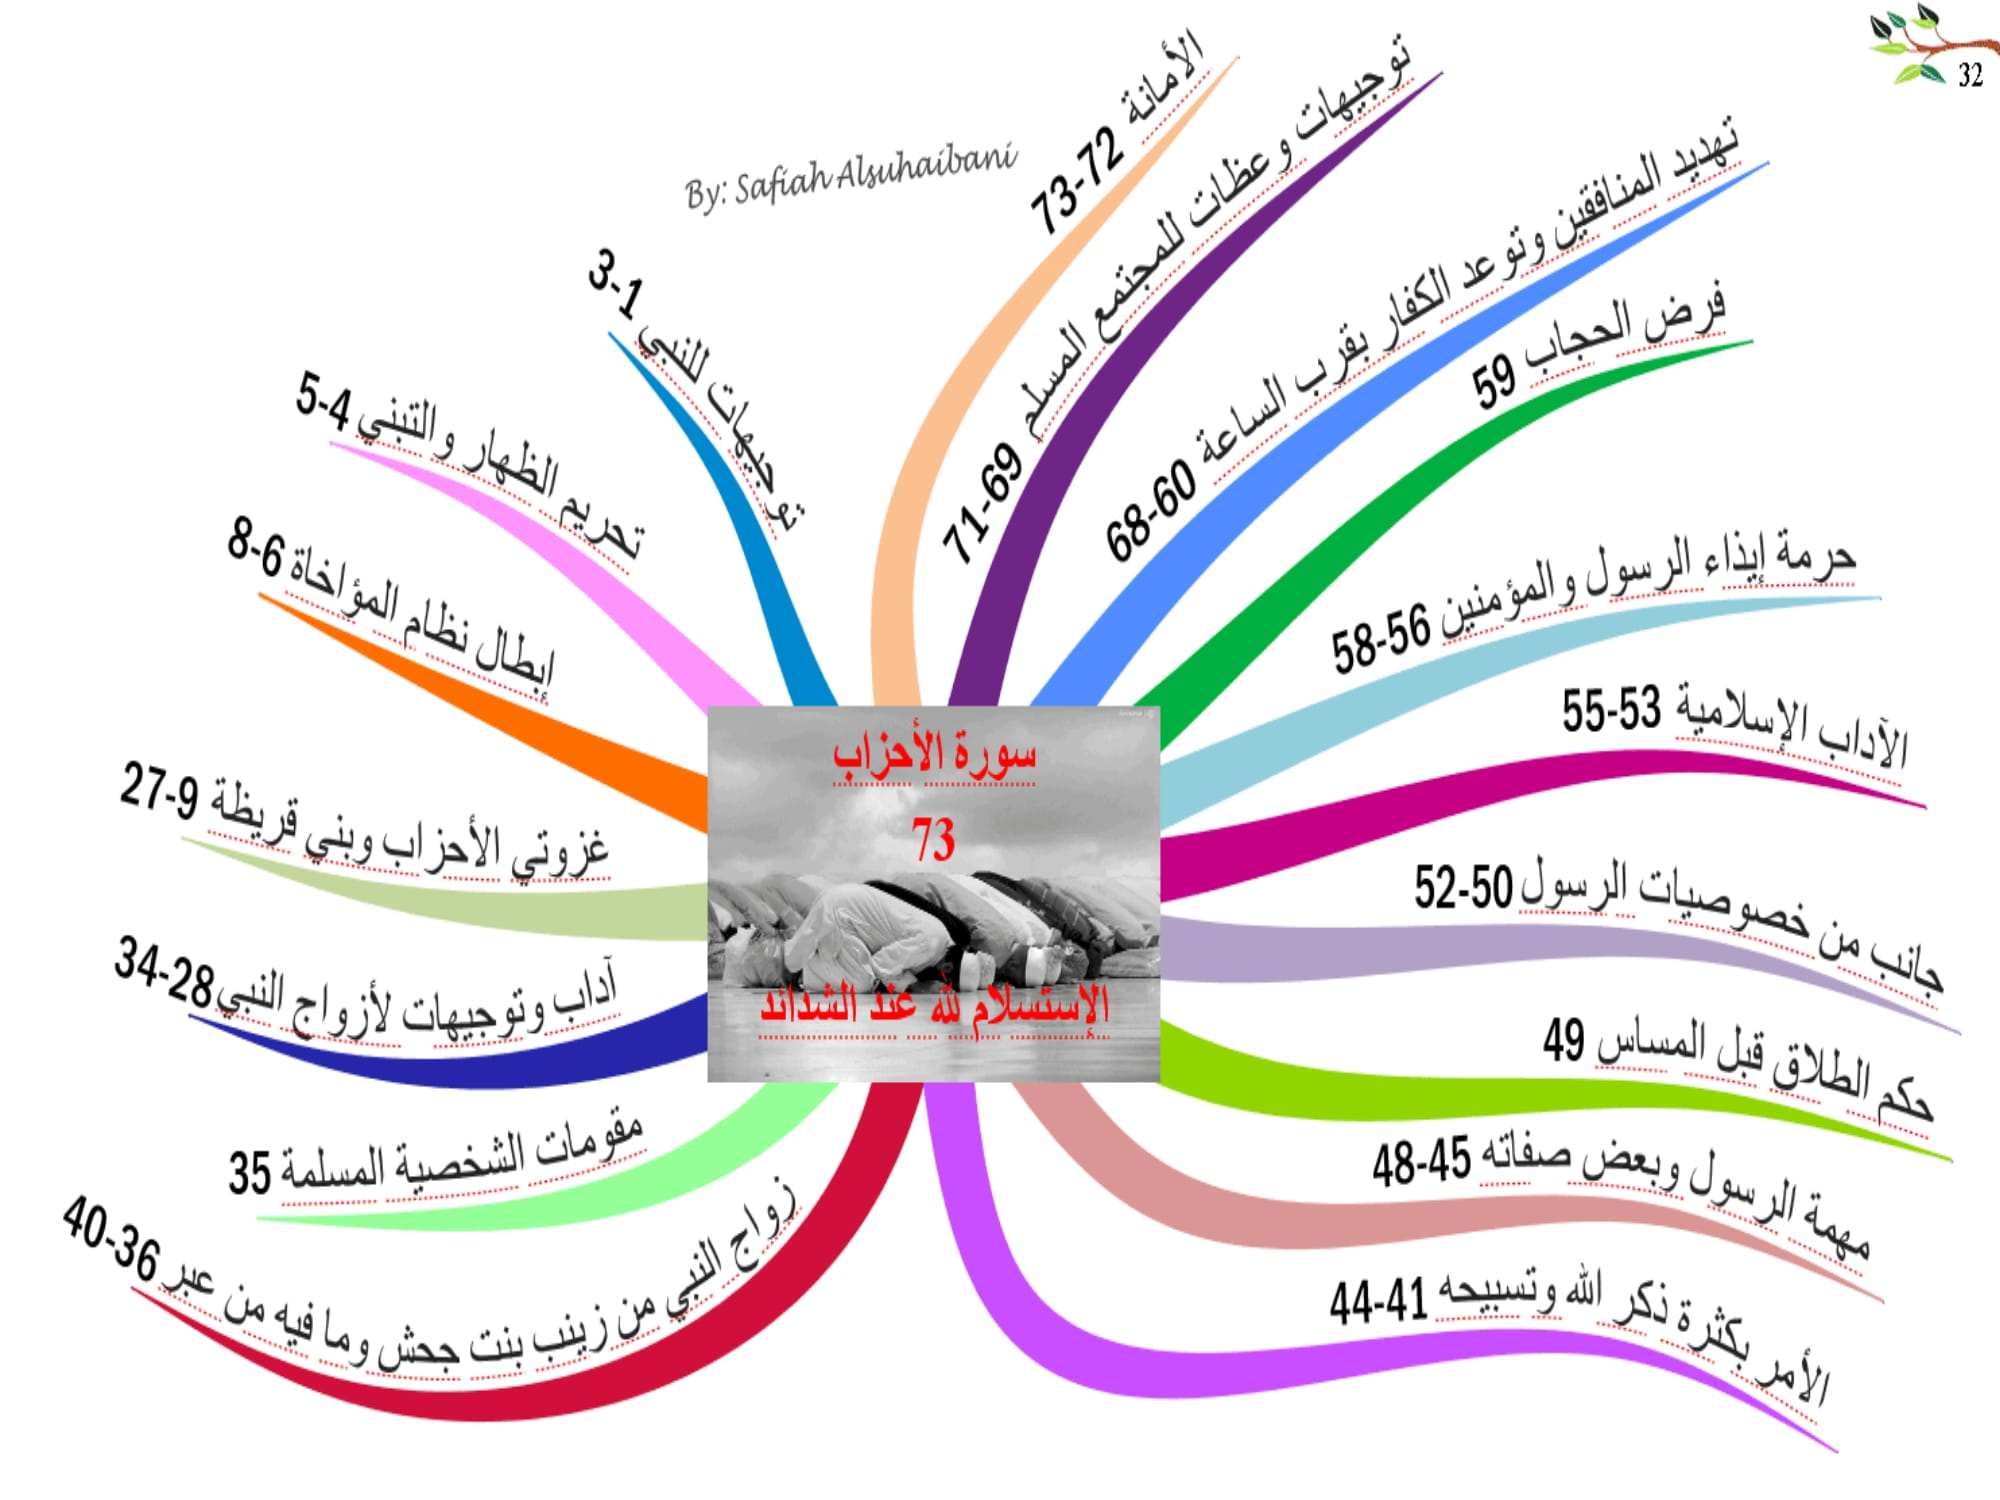 32
By: Safiah Alsuhaibani
سورة الأحزاب
73
الإستسلام لله عند الشدائد
توجيهات للنبي 1-3
تحريم الظهار والتبني 4-5
إبطال نظام المؤاخاة 6-8
غزوتي الأحزاب وبني قريظة 9-27
آداب وتوجيهات لأزواج النبي 28-34
مقومات الشخصية المسلمة 35
زواج النبي من زينب بنت جحش وما فيه من عبر 36-40
الأمر بكثرة ذكر الله وتسبيحه 41-44
مهمة الرسول وبعض صفاته 45-48
حكم الطلاق قبل المساس 49
جانب من خصوصيات الرسول 50-52
الآداب الإسلامية 53-55
حرمة إيذاء الرسول والمؤمنين 56-58
فرض الحجاب 59
تهديد المنافقين وتوعد الكفار بقرب الساعة 60-68
توجيهات وعظات للمجتمع المسلم 69-71
الأمانة 72-73